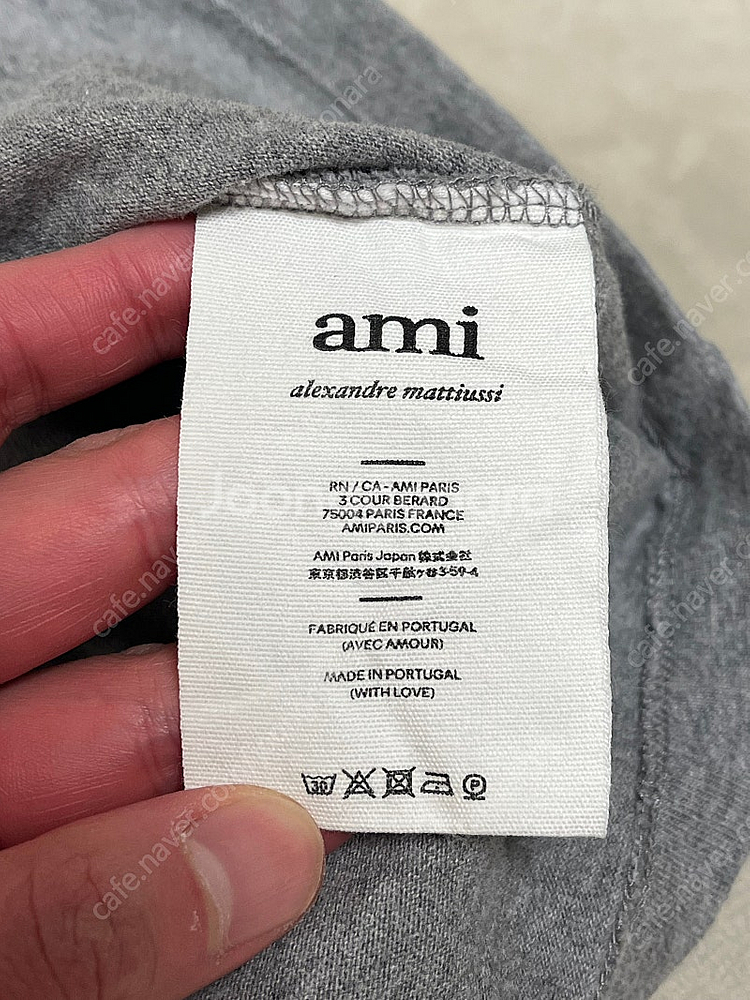 ami
alexandre mattiussi
RN / CA - AMI PARIS
3 COUR BERARD
75004 PARIS FRANCE
AMIPARIS.COM
AMI Paris Japan 株式会社
東京都渋谷区千駄ヶ谷3-59-4
FABRIQUÉ EN PORTUGAL
(AVEC AMOUR)
MADE IN PORTUGAL
(WITH LOVE)
30
P